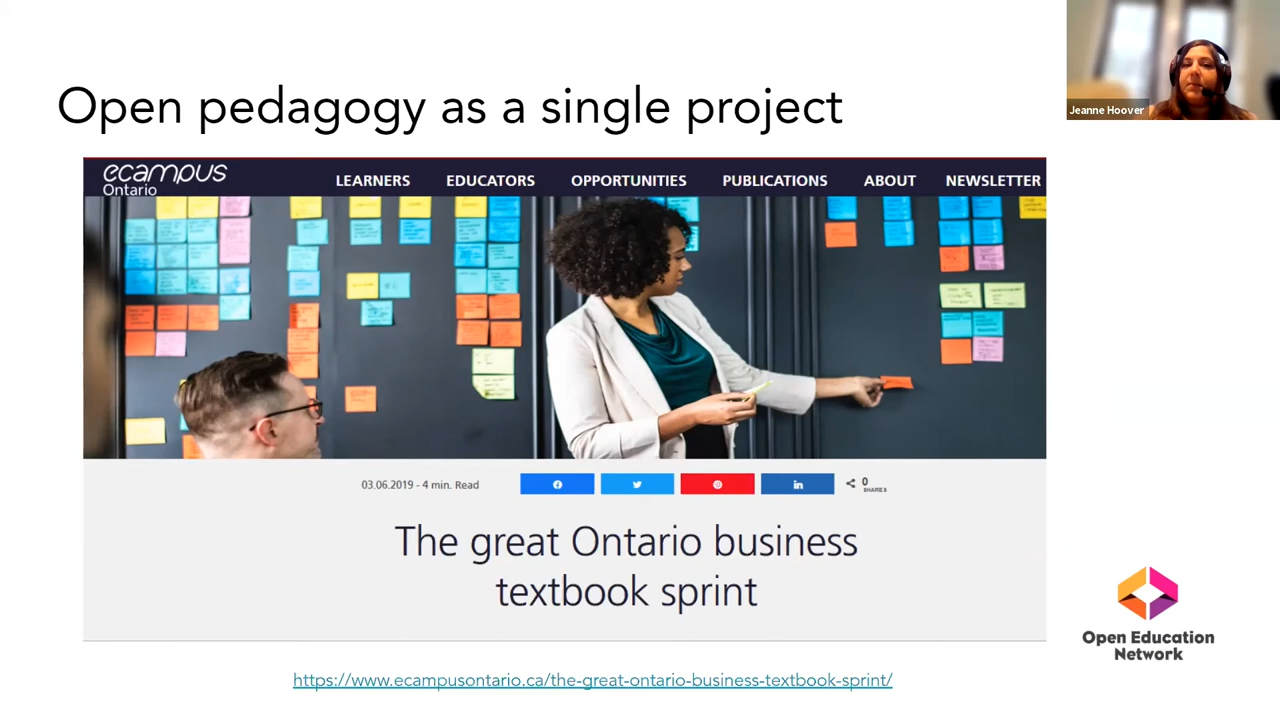 Open pedagogy as a single project
Jeanne Hoover
ecampus
Ontario
LEARNERS EDUCATORS OPPORTUNITIES PUBLICATIONS ABOUT NEWSLETTER
03.06.2019 - 4 min. Read
0
SHARES
The great Ontario business
textbook sprint
Open Education
Network
https://www.ecampusontario.ca/the-great-ontario-business-textbook-sprint/